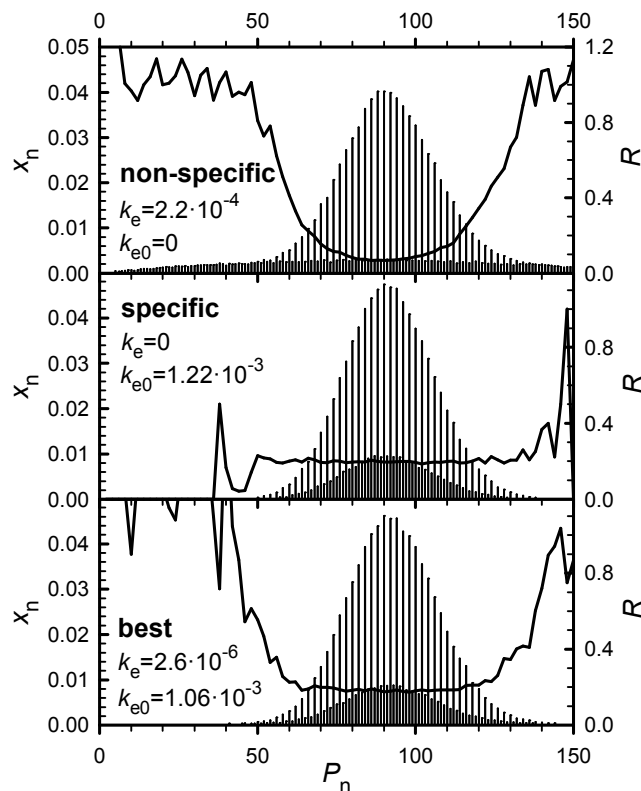 0 50 100 150
0.05
0.04
0.03
0.02
0.01
0.00
x_n
non-specific
k_e=2.2·10^-4
k_e0=0
1.2
0.8
0.4
0.0
R
0.04
0.03
0.02
0.01
0.00
x_n
specific
k_e=0
k_e0=1.22·10^-3
0.8
0.4
0.0
R
0.04
0.03
0.02
0.01
0.00
x_n
best
k_e=2.6·10^-6
k_e0=1.06·10^-3
0.8
0.4
0.0
R
0 50 100 150
P_n